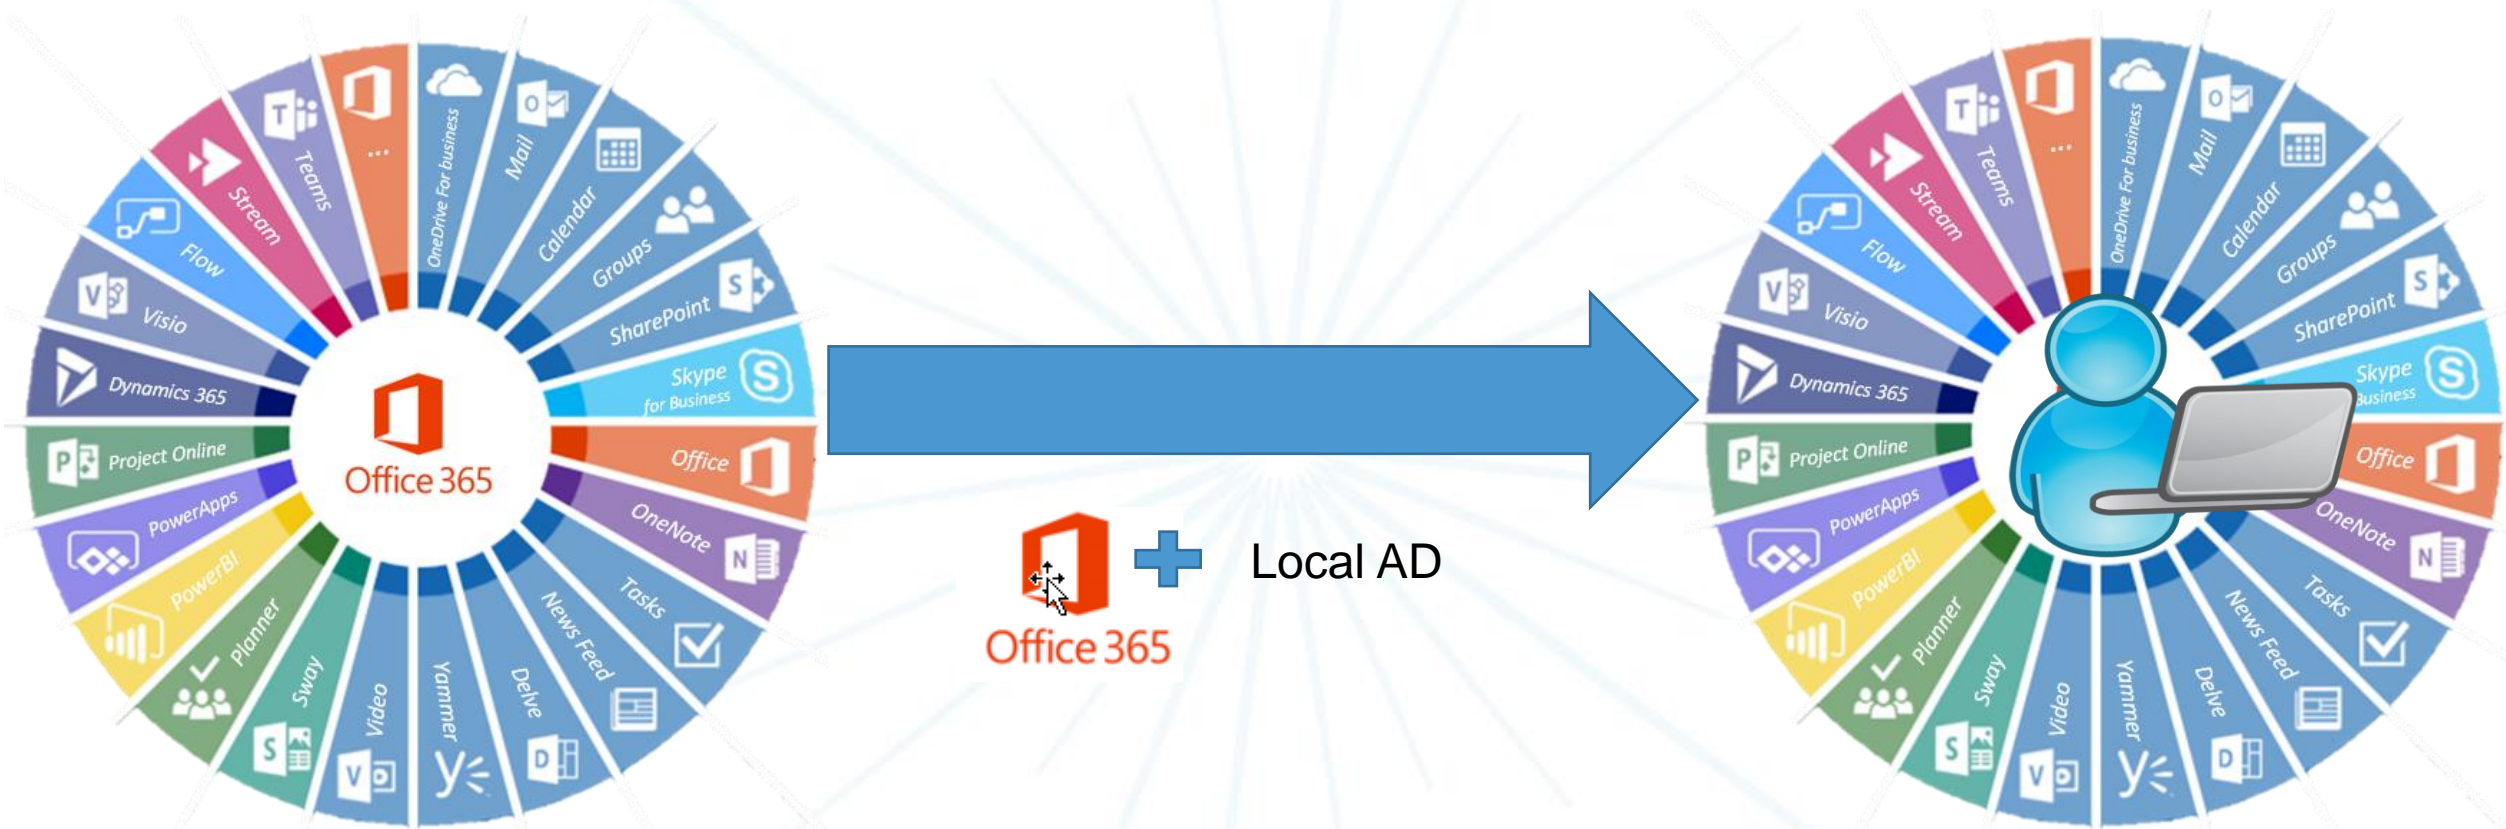 ...
OneDrive For business
Mail
Calendar
Groups
SharePoint
Skype
for Business
Office
OneNote
Tasks
News Feed
Delve
Yammer
Video
Sway
Planner
PowerBI
PowerApps
Project Online
Dynamics 365
Visio
Flow
Stream
Teams
Office 365
Office 365
Local AD
...
OneDrive For business
Mail
Calendar
Groups
SharePoint
Skype
Business
Office
OneNote
Tasks
News Feed
Delve
Yammer
Video
Sway
Planner
PowerBI
PowerApps
Project Online
Dynamics 365
Visio
Flow
Stream
Teams